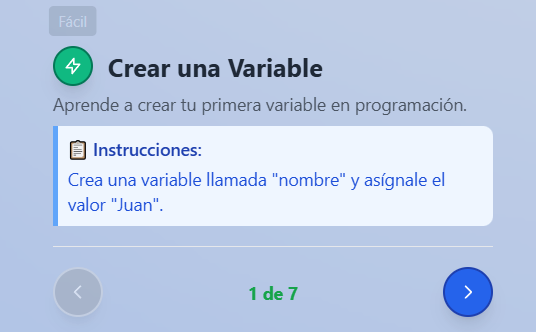 Fácil
Crear una Variable
Aprende a crear tu primera variable en programación.
📋 Instrucciones:
Crea una variable llamada "nombre" y asígnale el
valor "Juan".
1 de 7